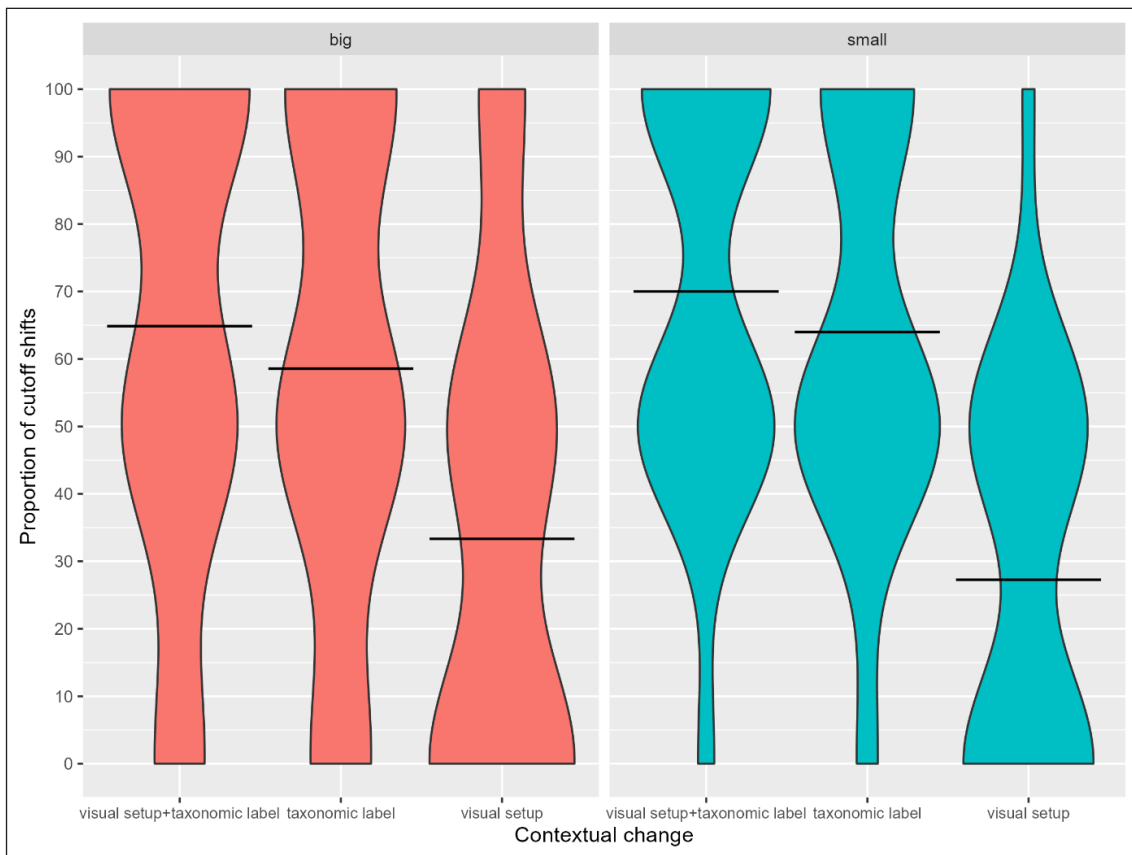 big
small
Proportion of cutoff shifts
100
90
80
70
60
50
40
30
20
10
0
visual setup+taxonomic label taxonomic label visual setup
visual setup+taxonomic label taxonomic label visual setup
Contextual change